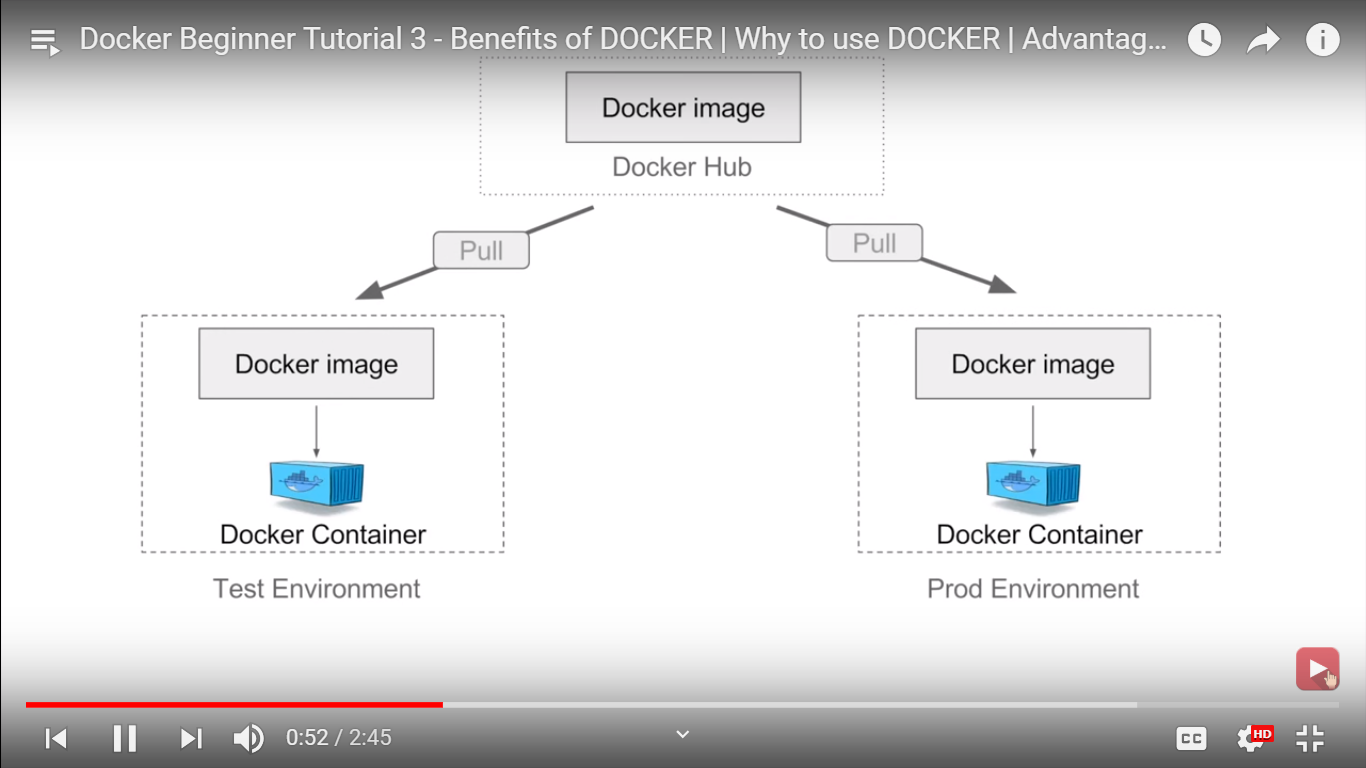 Docker Beginner Tutorial 3 - Benefits of DOCKER | Why to use DOCKER | Advantag...
Docker image
Docker Hub
Pull
Pull
Docker image
Docker image
Docker Container
Docker Container
Test Environment
Prod Environment
0:52 / 2:45
CC
HD